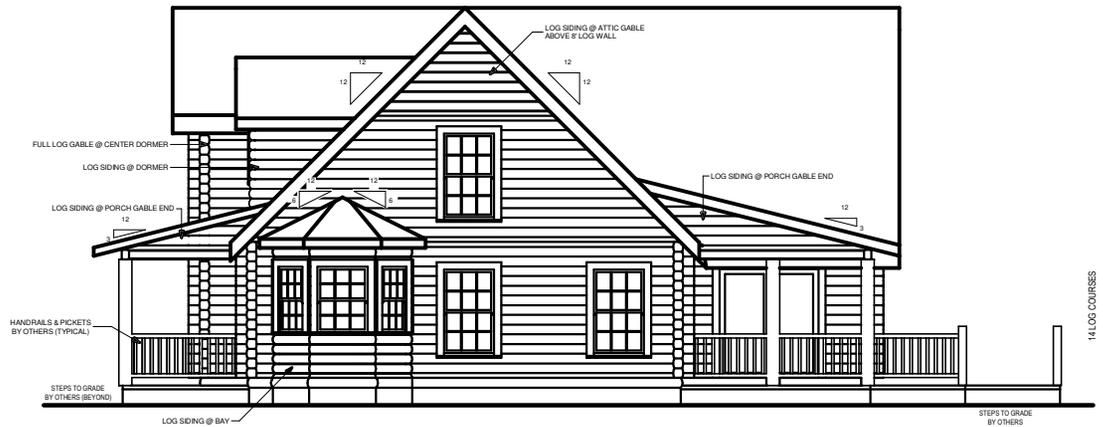 LOG SIDING @ ATTIC GABLE
ABOVE 8' LOG WALL
12
12
12
12
FULL LOG GABLE @ CENTER DORMER
LOG SIDING @ DORMER
LOG SIDING @ PORCH GABLE END
12
12
6
6
LOG SIDING @ PORCH GABLE END
12
3
12
3
14 LOG COURSES
HANDRAILS & PICKETS
BY OTHERS (TYPICAL)
STEPS TO GRADE
BY OTHERS (BEYOND)
LOG SIDING @ BAY
STEPS TO GRADE
BY OTHERS